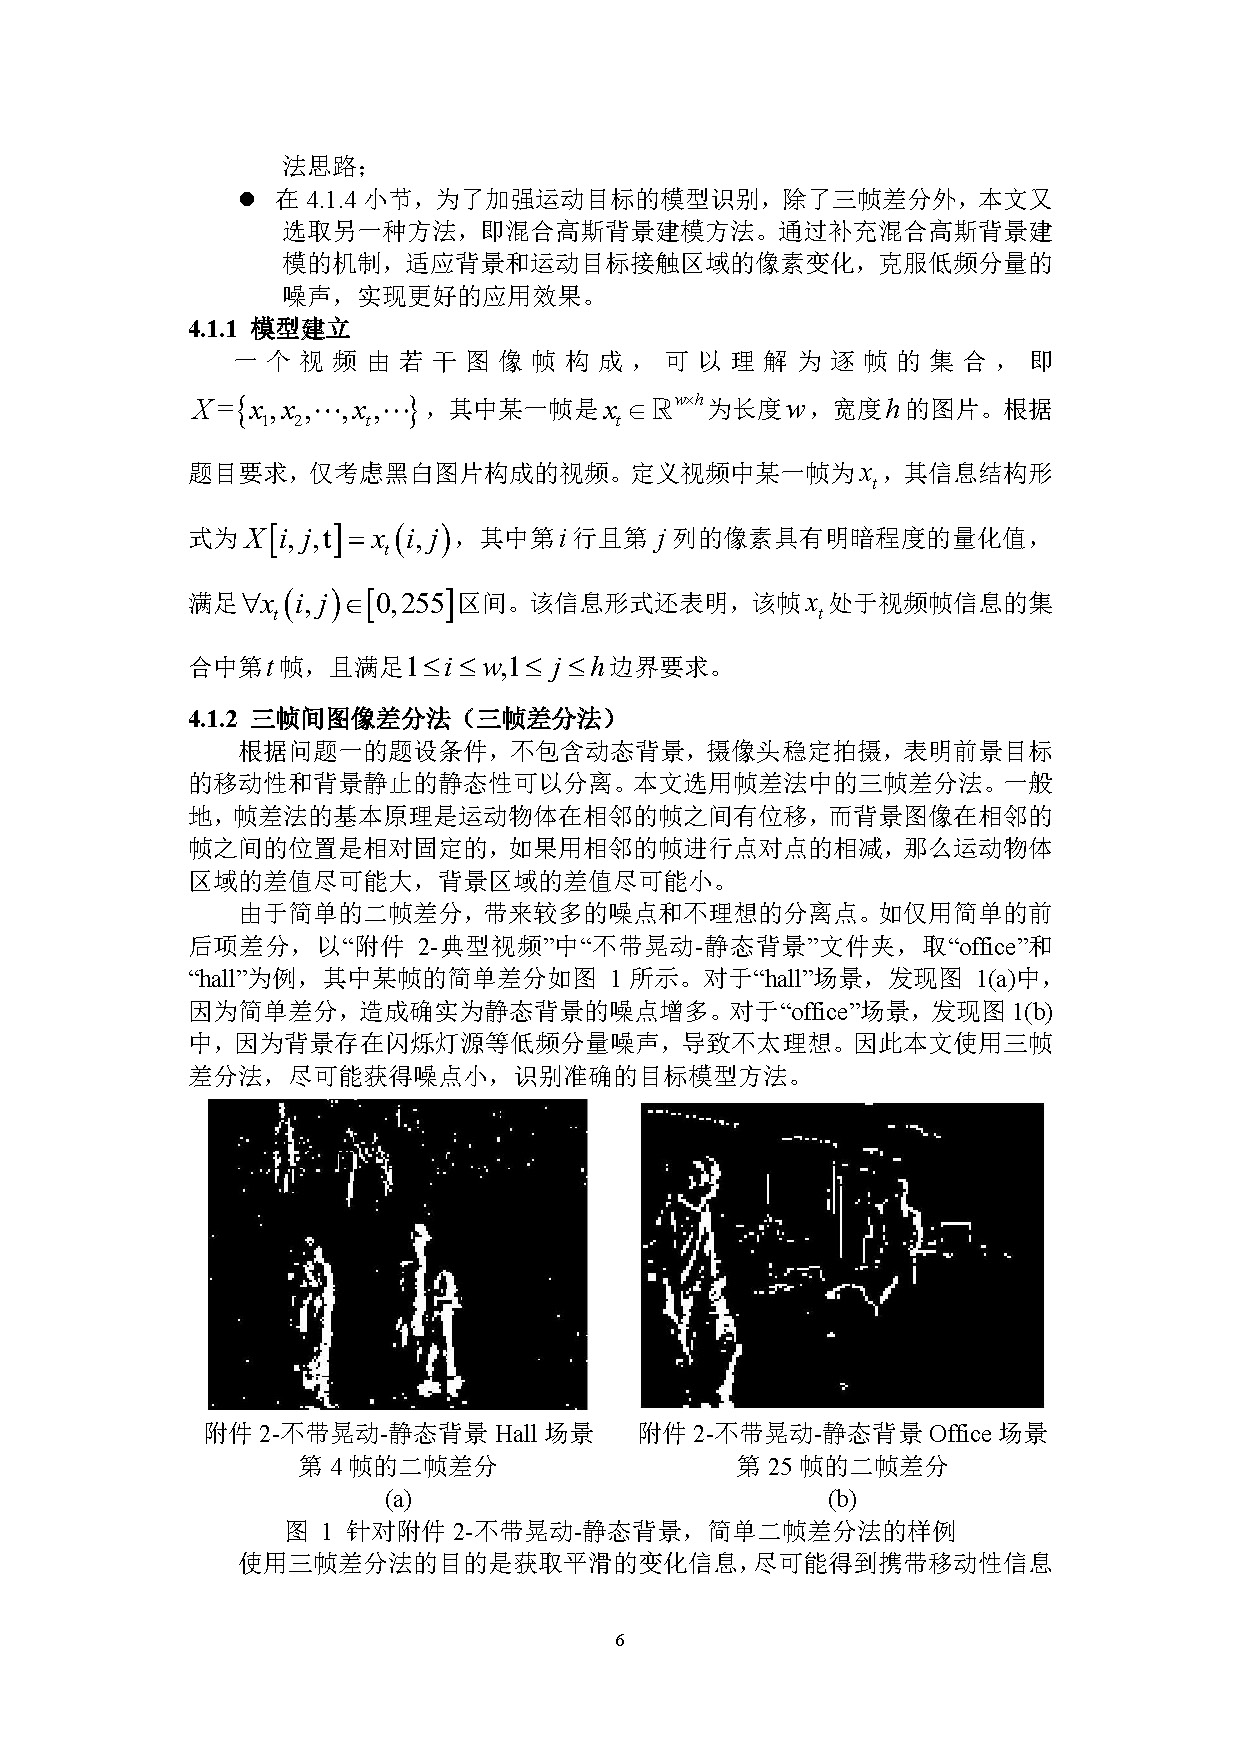 法思路；
● 在 4.1.4 小节，为了加强运动目标的模型识别，除了三帧差分外，本文又
选取另一种方法，即混合高斯背景建模方法。通过补充混合高斯背景建
模的机制，适应背景和运动目标接触区域的像素变化，克服低频分量的
噪声，实现更好的应用效果。
4.1.1 模型建立
一个视频由若干图像帧构成，可以理解为逐帧的集合，即
X={x₁,x₂,⋯,xₜ,⋯}，其中某一帧是xₜ∈ℝ^{w×h}为长度w，宽度h的图片。根据
题目要求，仅考虑黑白图片构成的视频。定义视频中某一帧为xₜ，其信息结构形
式为 X[i,j,t]=xₜ(i,j)，其中第i行且第j列的像素具有明暗程度的量化值，
满足∀xₜ(i,j)∈[0,255]区间。该信息形式还表明，该帧xₜ处于视频帧信息的集
合中第t帧，且满足1≤i≤w,1≤j≤h边界要求。
4.1.2 三帧间图像差分法（三帧差分法）
根据问题一的题设条件，不包含动态背景，摄像头稳定拍摄，表明前景目标
的移动性和背景静止的静态性可以分离。本文选用帧差法中的三帧差分法。一般
地，帧差法的基本原理是运动物体在相邻的帧之间有位移，而背景图像在相邻的
帧之间的位置是相对固定的，如果用相邻的帧进行点对点的相减，那么运动物体
区域的差值尽可能大，背景区域的差值尽可能小。
由于简单的二帧差分，带来较多的噪点和不理想的分离点。如仅用简单的前
后项差分，以“附件 2-典型视频”中“不带晃动-静态背景”文件夹，取“office”和
“hall”为例，其中某帧的简单差分如图 1 所示。对于“hall”场景，发现图 1(a)中，
因为简单差分，造成确实为静态背景的噪点增多。对于“office”场景，发现图 1(b)
中，因为背景存在闪烁灯源等低频分量噪声，导致不太理想。因此本文使用三帧
差分法，尽可能获得噪点小，识别准确的目标模型方法。
附件 2-不带晃动-静态背景 Hall 场景
第 4 帧的二帧差分
(a)
附件 2-不带晃动-静态背景 Office 场景
第 25 帧的二帧差分
(b)
图 1 针对附件 2-不带晃动-静态背景，简单二帧差分法的样例
使用三帧差分法的目的是获取平滑的变化信息，尽可能得到携带移动性信息
6